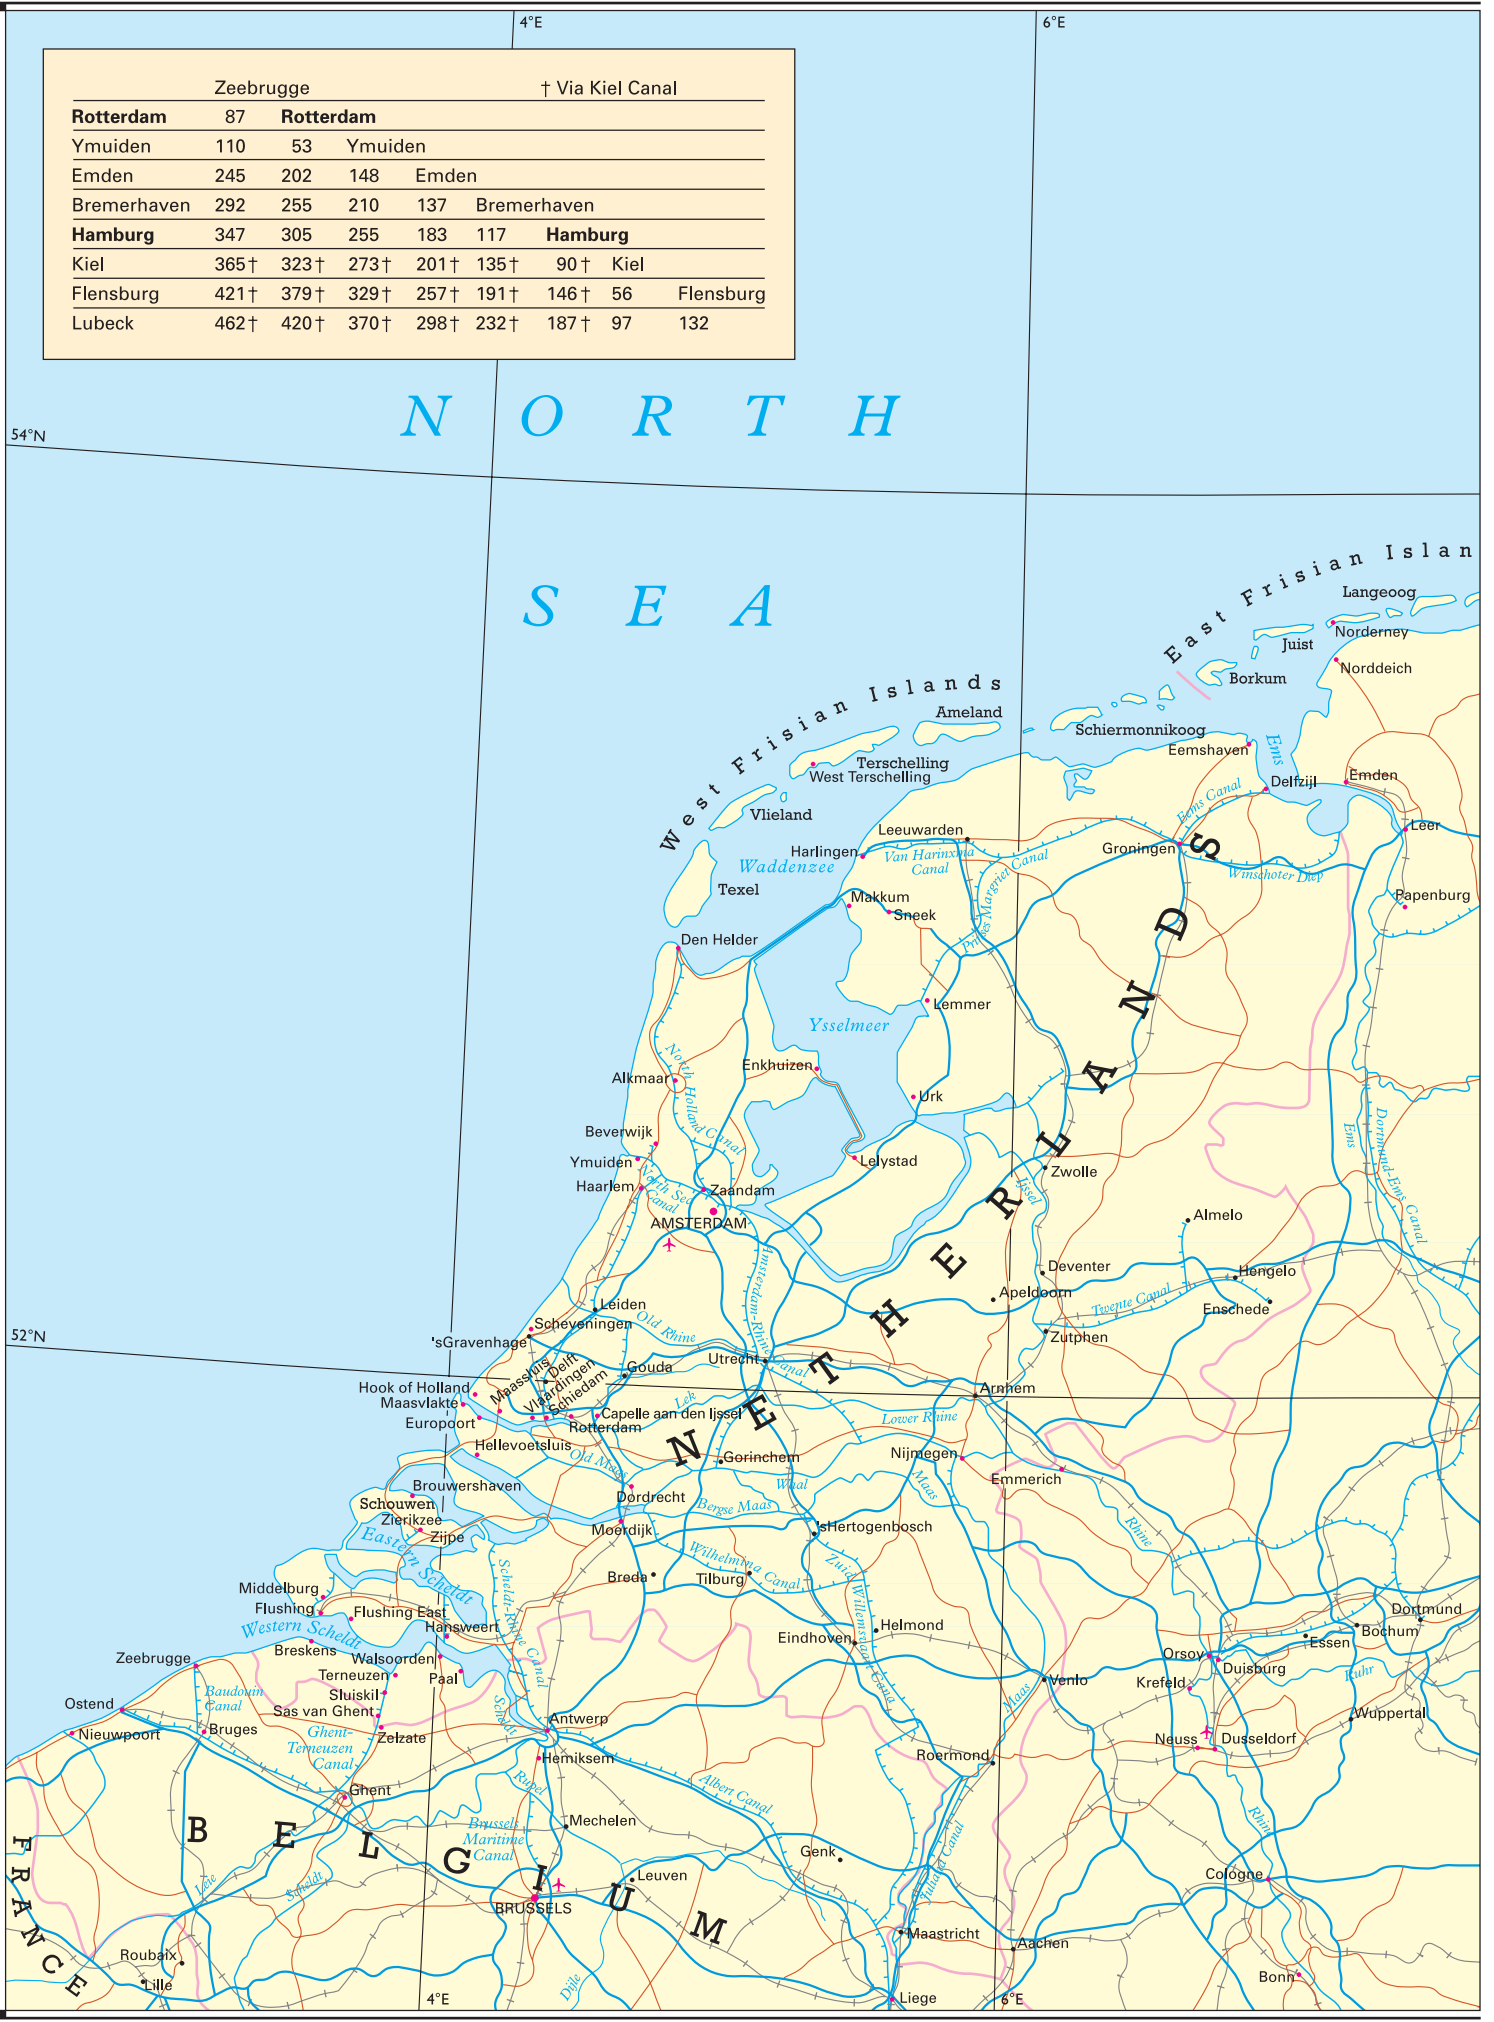 4°E
6°E
Zeebrugge † Via Kiel Canal
Rotterdam 87 Rotterdam
Ymuiden 110 53 Ymuiden
Emden 245 202 148 Emden
Bremerhaven 292 255 210 137 Bremerhaven
Hamburg 347 305 255 183 117 Hamburg
Kiel 365† 323† 273† 201† 135† 90† Kiel
Flensburg 421† 379† 329† 257† 191† 146† 56 Flensburg
Lubeck 462† 420† 370† 298† 232† 187† 97 132
NORTH
54°N
SEA
East Frisian Islan
Langeoog
Norderney
Juist
Norddeich
Borkum
West Frisian Islands
Ameland
Schiermonnikoog
Eemshaven
Ems
Terschelling
West Terschelling
Delfzijl
Emden
Eems Canal
Vlieland
Leer
Leeuwarden
Harlingen
Van Harinxma
Canal
Groningen
Waddenzee
Prinses Margriet Canal
Winschoter Diep
Texel
Makkum
Sneek
Papenburg
Den Helder
Lemmer
Ysselmeer
North Holland Canal
Enkhuizen
Alkmaar
Urk
Beverwijk
Ems
Dortmund-Ems Canal
Ymuiden
Lelystad
Zwolle
Haarlem
North Sea
Canal
Zaandam
IJssel
AMSTERDAM
Almelo
Amsterdam-Rhine Canal
Deventer
Hengelo
Apeldoorn
Twente Canal
Enschede
Leiden
Scheveningen
Old Rhine
52°N
'sGravenhage
Zutphen
Maassluis
Delft
Vlaardingen
Schiedam
Gouda
Utrecht
NETHERLANDS
Hook of Holland
Arnhem
Maasvlakte
Lek
Europoort
Capelle aan den Ijssel
Rotterdam
Lower Rhine
Hellevoetsluis
Old Maas
Gorinchem
Nijmegen
Emmerich
Brouwershaven
Waal
Maas
Schouwen
Dordrecht
Bergse Maas
Zierikzee
Zijpe
Moerdijk
'sHertogenbosch
Rhine
Eastern Scheldt
Wilhelmina Canal
Zuid Willemsvaart Canal
Scheldt-Rhine Canal
Breda
Tilburg
Middelburg
Flushing
Flushing East
Dortmund
Western Scheldt
Hansweert
Helmond
Bochum
Breskens
Eindhoven
Essen
Zeebrugge
Walsoorden
Orsoy
Terneuzen
Paal
Duisburg
Ruhr
Baudouin
Canal
Sluiskil
Venlo
Krefeld
Ostend
Sas van Ghent
Scheldt
Maas
Nieuwpoort
Bruges
Zelzate
Antwerp
Wuppertal
Ghent-
Terneuzen
Canal
Hemiksem
Neuss
Dusseldorf
Roermond
Rupel
Albert Canal
Ghent
Brussels
Maritime
Canal
Mechelen
Rhine
BELGIUM
FRANCE
Genk
Juliana Canal
Leie
Scheldt
Leuven
Cologne
BRUSSELS
Maastricht
Aachen
Roubaix
Lille
Dijle
Bonn
4°E
Liege
6°E